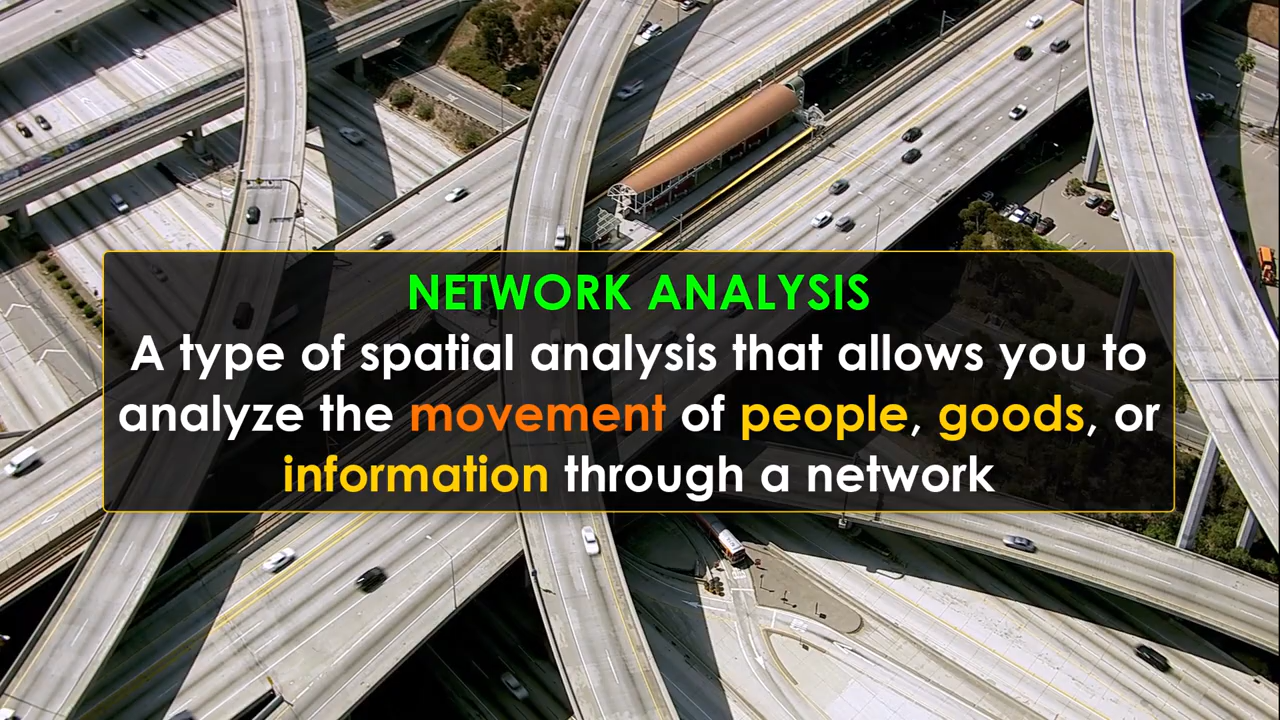 NETWORK ANALYSIS
A type of spatial analysis that allows you to
analyze the movement of people, goods, or
information through a network